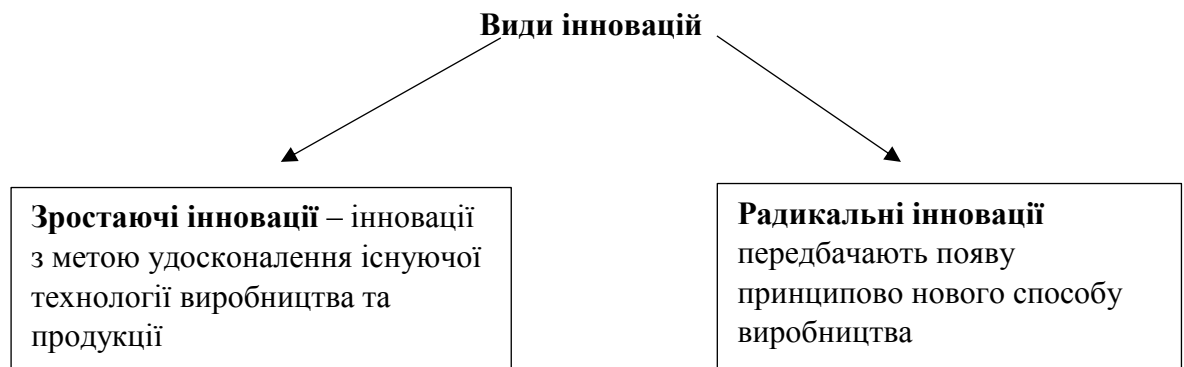 Види інновацій
Зростаючі інновації – інновації
з метою удосконалення існуючої
технології виробництва та
продукції
Радикальні інновації
передбачають появу
принципово нового способу
виробництва